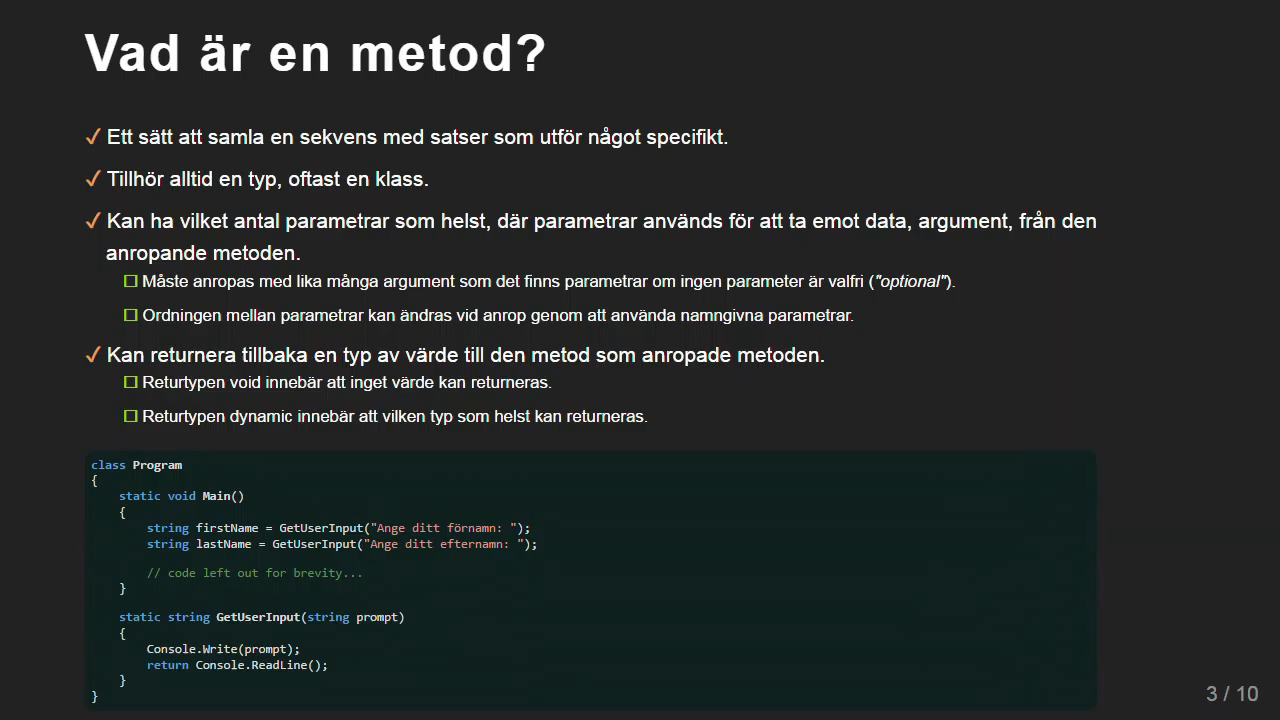 Vad är en metod?
Ett sätt att samla en sekvens med satser som utför något specifikt.
Tillhör alltid en typ, oftast en klass.
Kan ha vilket antal parametrar som helst, där parametrar används för att ta emot data, argument, från den
anropande metoden.
Måste anropas med lika många argument som det finns parametrar om ingen parameter är valfri ("optional").
Ordningen mellan parametrar kan ändras vid anrop genom att använda namngivna parametrar.
Kan returnera tillbaka en typ av värde till den metod som anropade metoden.
Returtypen void innebär att inget värde kan returneras.
Returtypen dynamic innebär att vilken typ som helst kan returneras.
class Program
{
    static void Main()
    {
        string firstName = GetUserInput("Ange ditt förnamn: ");
        string lastName = GetUserInput("Ange ditt efternamn: ");
        // code left out for brevity...
    }
    static string GetUserInput(string prompt)
    {
        Console.Write(prompt);
        return Console.ReadLine();
    }
}
3 / 10